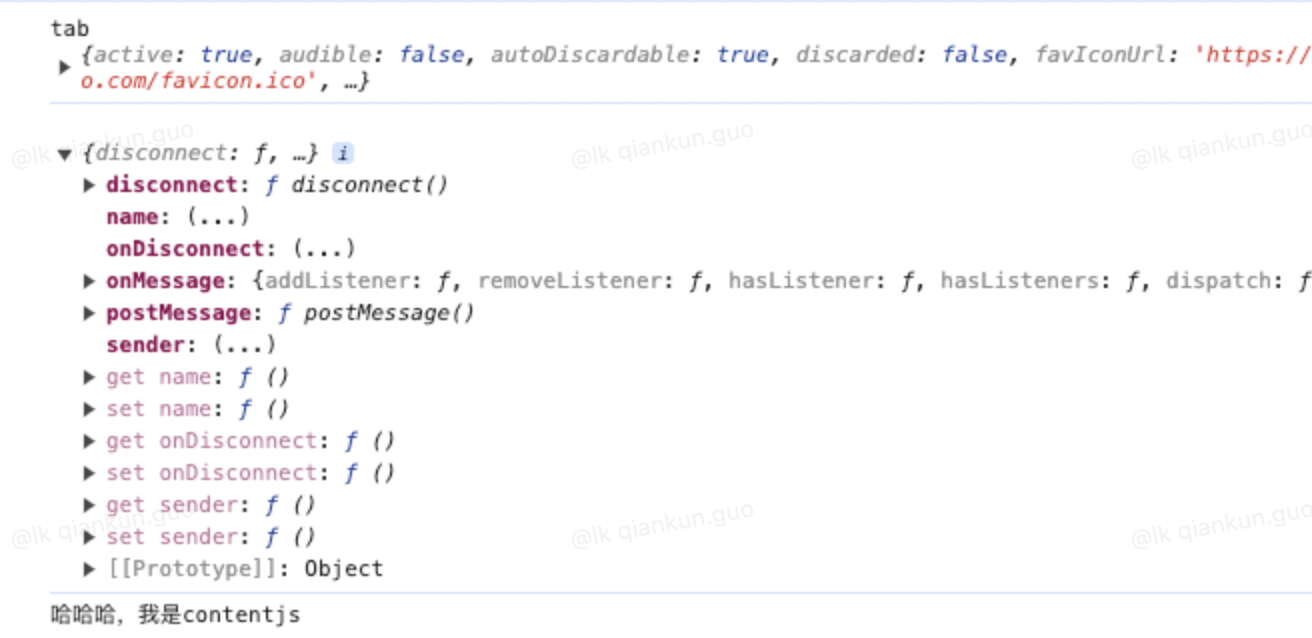 tab
{active: true, audible: false, autoDiscardable: true, discarded: false, favIconUrl: 'https://
o.com/favicon.ico', …}
{disconnect: ƒ, …} i
disconnect: ƒ disconnect()
name: (...)
onDisconnect: (...)
onMessage: {addListener: ƒ, removeListener: ƒ, hasListener: ƒ, hasListeners: ƒ, dispatch: ƒ
postMessage: ƒ postMessage()
sender: (...)
get name: ƒ ()
set name: ƒ ()
get onDisconnect: ƒ ()
set onDisconnect: ƒ ()
get sender: ƒ ()
set sender: ƒ ()
[[Prototype]]: Object
哈哈哈，我是contentjs
@lk qiankun.guo
@lk qiankun.guo
@lk qiankun.guo
@lk qiankun.guo
@lk qiankun.guo
@lk qiankun.guo